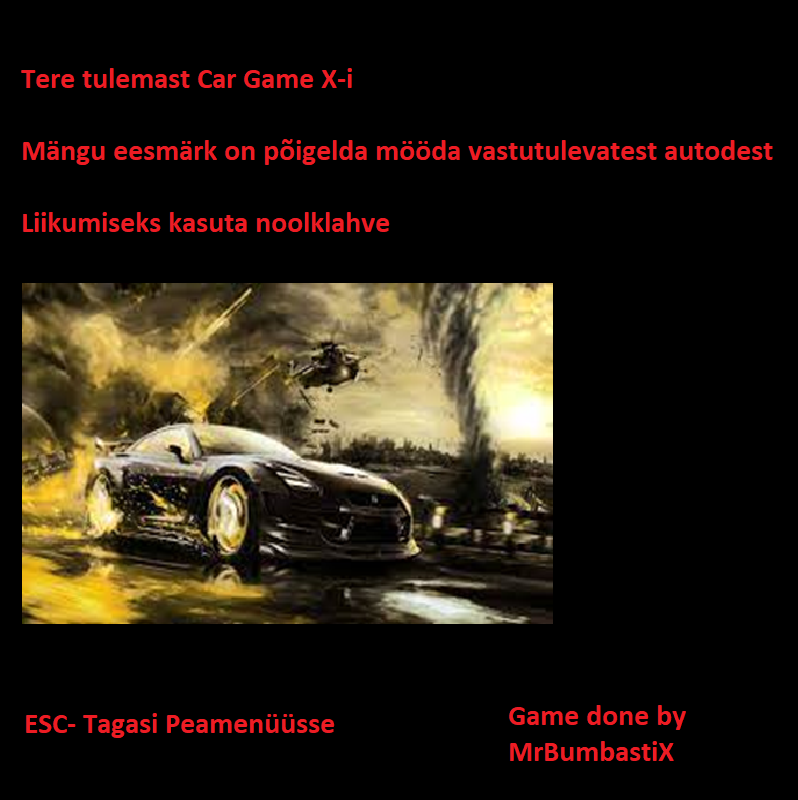 Tere tulemast Car Game X-i
Mängu eesmärk on põigelda mööda vastutulevatest autodest
Liikumiseks kasuta noolklahve
ESC- Tagasi Peamenüüsse
Game done by
MrBumbastiX